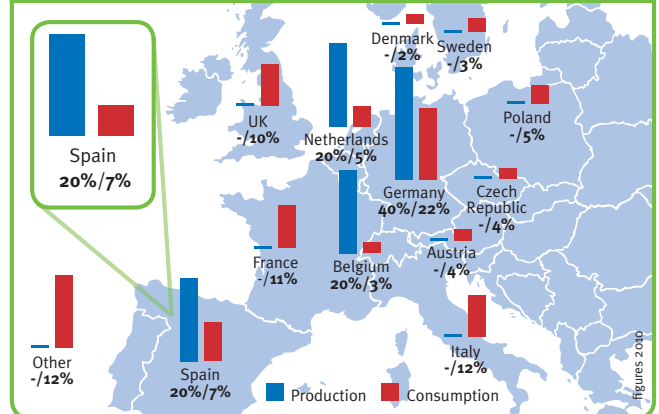 Denmark
-/2%
Sweden
-/3%
Spain
20%/7%
UK
-/10%
Netherlands
20%/5%
Poland
-/5%
Germany
40%/22%
Czech
Republic
-/4%
France
-/11%
Belgium
20%/3%
Austria
-/4%
Other
-/12%
Spain
20%/7%
Italy
-/12%
Production
Consumption
figures 2010